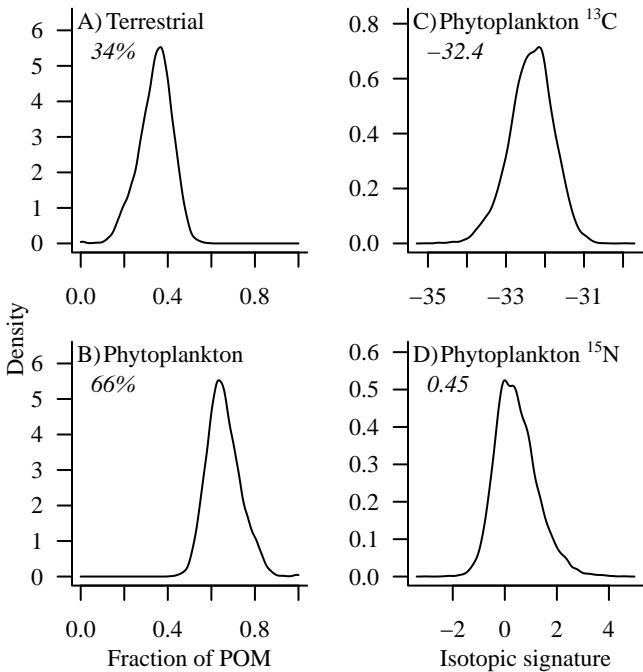 A) Terrestrial
34%
6
5
4
3
2
1
0
0.0 0.4 0.8
C) Phytoplankton ¹³C
−32.4
0.8
0.6
0.4
0.2
0.0
−35 −33 −31
Density
B) Phytoplankton
66%
6
5
4
3
2
1
0
0.0 0.4 0.8
Fraction of POM
D) Phytoplankton ¹⁵N
0.45
0.6
0.5
0.4
0.3
0.2
0.1
0.0
−2 0 2 4
Isotopic signature